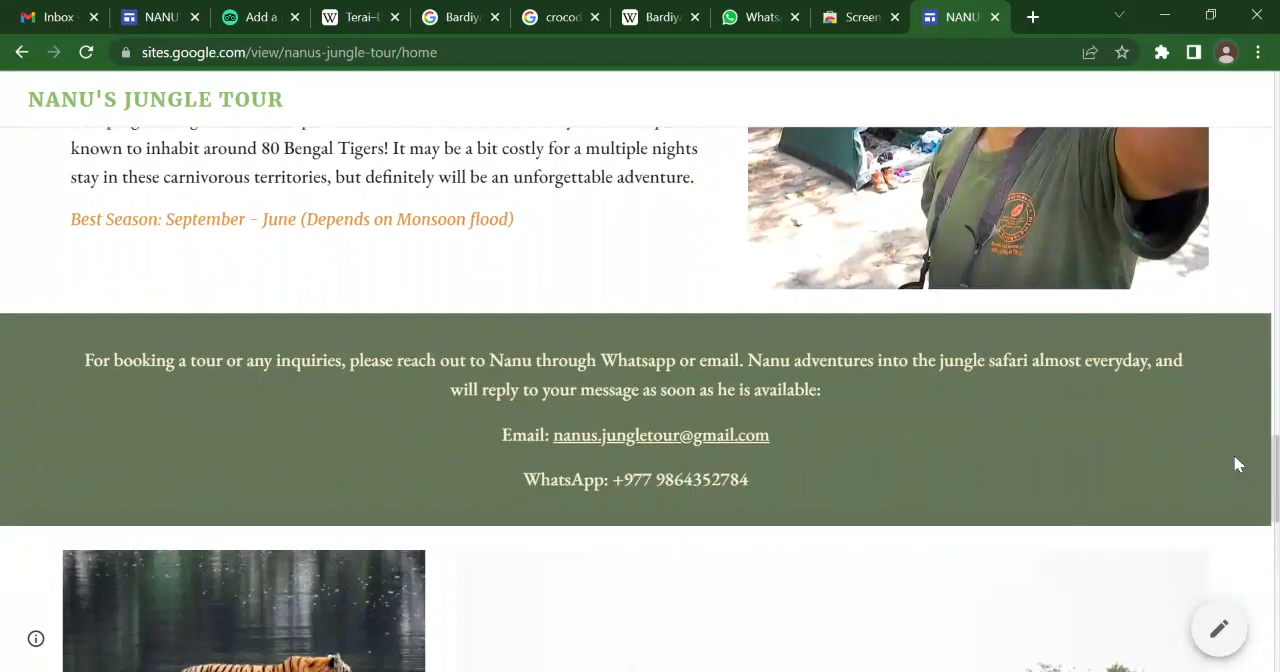 Inbox
NANU
Add a
Terai–L
Bardiy
crocod
Bardiy
Whats
Screen
NANU
sites.google.com/view/nanus-jungle-tour/home
NANU'S JUNGLE TOUR
known to inhabit around 80 Bengal Tigers! It may be a bit costly for a multiple nights
stay in these carnivorous territories, but definitely will be an unforgettable adventure.
Best Season: September - June (Depends on Monsoon flood)
For booking a tour or any inquiries, please reach out to Nanu through Whatsapp or email. Nanu adventures into the jungle safari almost everyday, and
will reply to your message as soon as he is available:
Email: nanus.jungletour@gmail.com
WhatsApp: +977 9864352784